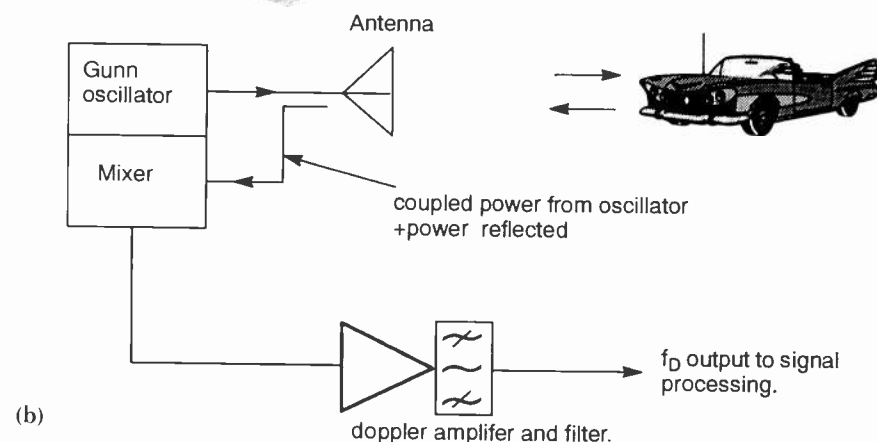 Antenna
Gunn
oscillator
Mixer
coupled power from oscillator
+power reflected
f_D output to signal
processing.
(b)
doppler amplifer and filter.